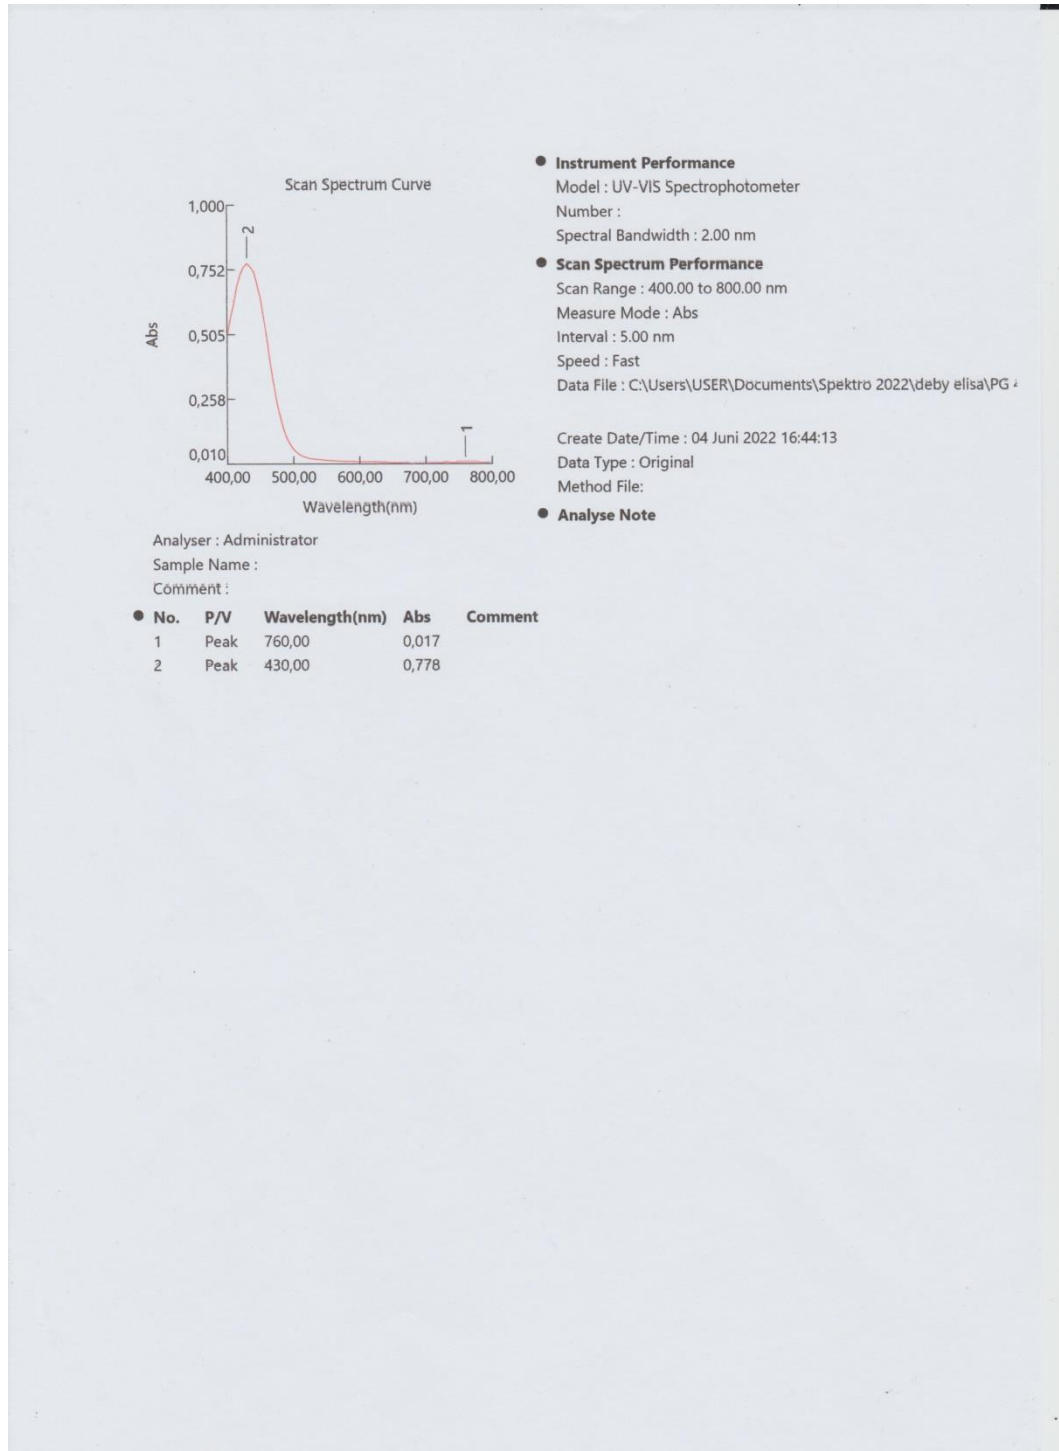 Scan Spectrum Curve
1,000
0,752
0,505
0,258
0,010
Abs
2
1
400,00 500,00 600,00 700,00 800,00
Wavelength(nm)
● Instrument Performance
Model : UV-VIS Spectrophotometer
Number :
Spectral Bandwidth : 2.00 nm
● Scan Spectrum Performance
Scan Range : 400.00 to 800.00 nm
Measure Mode : Abs
Interval : 5.00 nm
Speed : Fast
Data File : C:\Users\USER\Documents\Spektro 2022\deby elisa\PG
Create Date/Time : 04 Juni 2022 16:44:13
Data Type : Original
Method File:
● Analyse Note
Analyser : Administrator
Sample Name :
Comment :
● No. P/V Wavelength(nm) Abs Comment
1 Peak 760,00 0,017
2 Peak 430,00 0,778